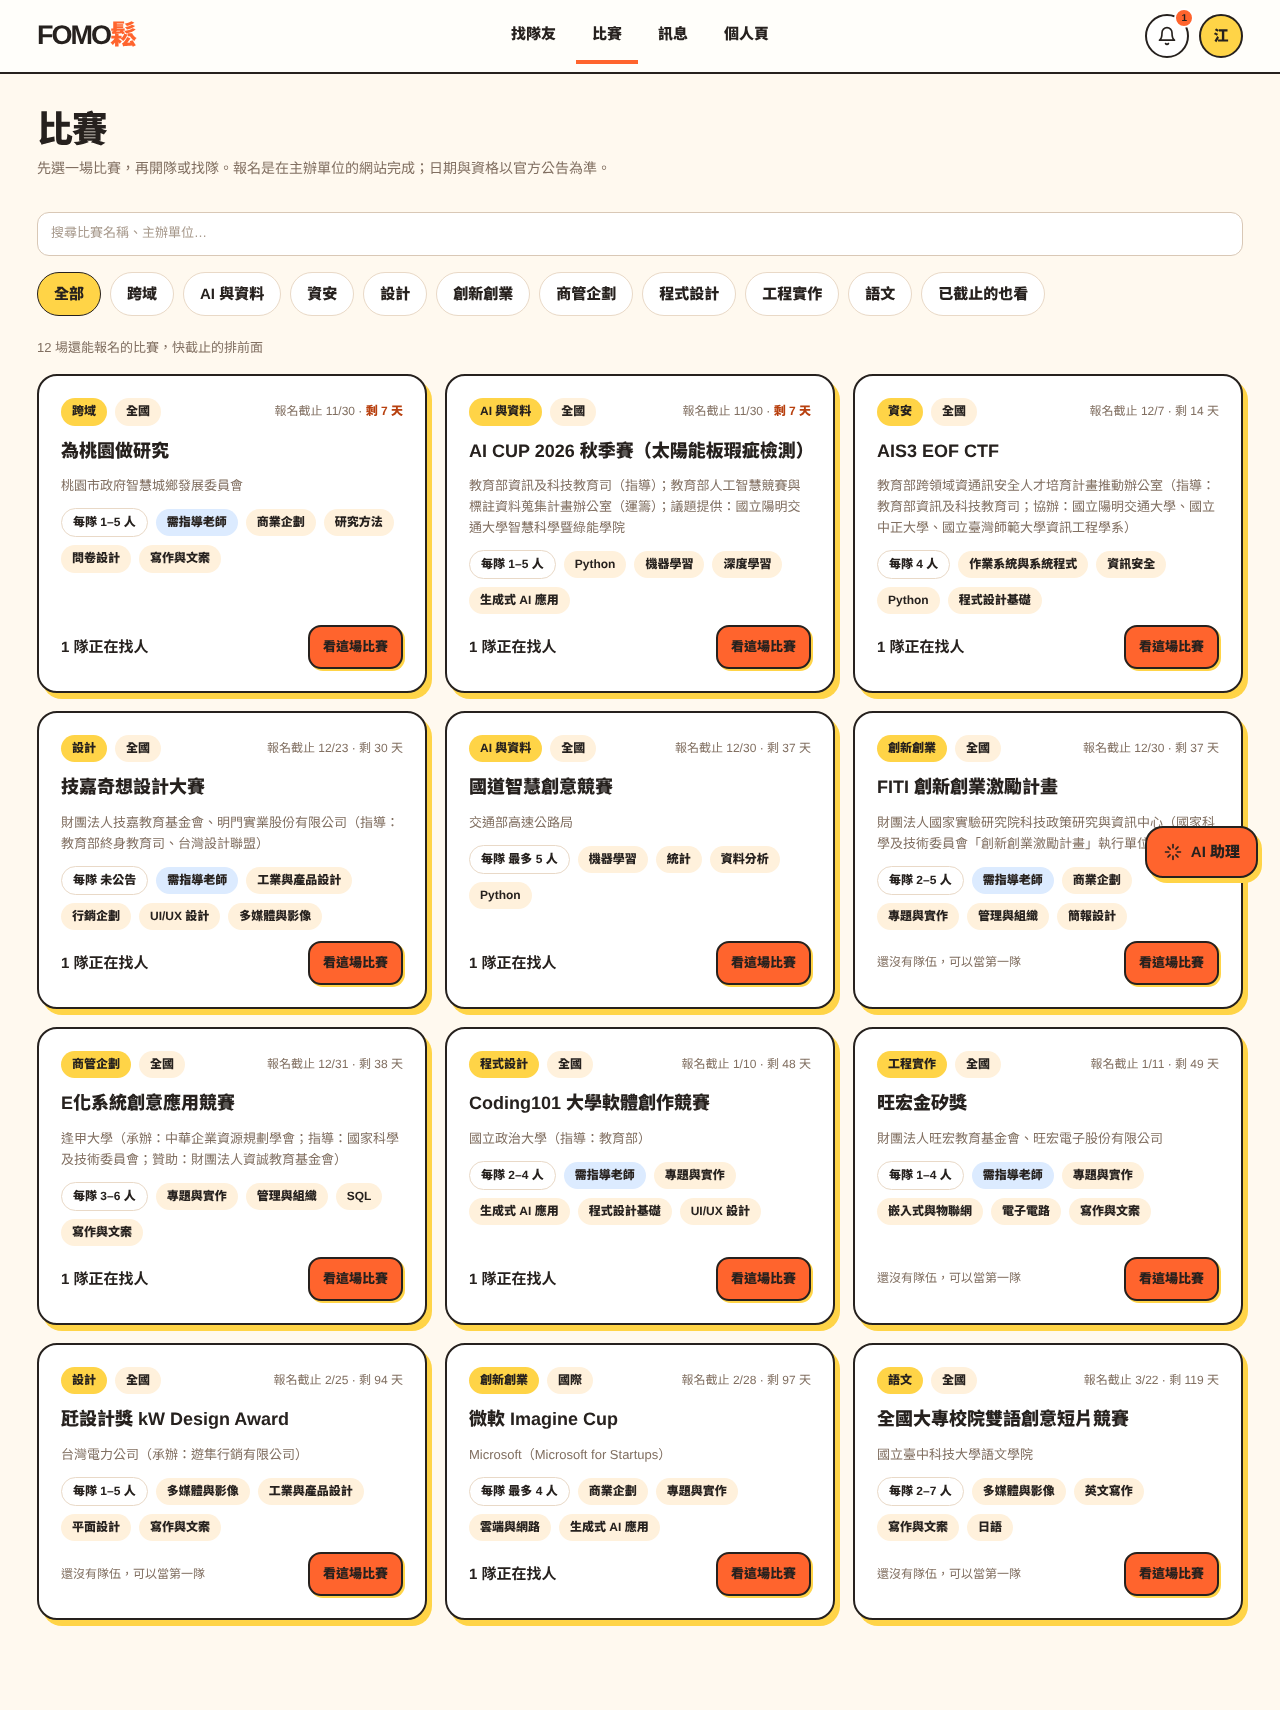 FOMO鬆
找隊友
比賽
訊息
個人頁
1
江
比賽
先選一場比賽，再開隊或找隊。報名是在主辦單位的網站完成；日期與資格以官方公告為準。
搜尋比賽名稱、主辦單位…
全部
跨域
AI 與資料
資安
設計
創新創業
商管企劃
程式設計
工程實作
語文
已截止的也看
12 場還能報名的比賽，快截止的排前面
跨域
全國
報名截止 11/30 · 剩 7 天
為桃園做研究
桃園市政府智慧城鄉發展委員會
每隊 1–5 人
需指導老師
商業企劃
研究方法
問卷設計
寫作與文案
1 隊正在找人
看這場比賽
AI 與資料
全國
報名截止 11/30 · 剩 7 天
AI CUP 2026 秋季賽（太陽能板瑕疵檢測）
教育部資訊及科技教育司（指導）；教育部人工智慧競賽與
標註資料蒐集計畫辦公室（運籌）；議題提供：國立陽明交
通大學智慧科學暨綠能學院
每隊 1–5 人
Python
機器學習
深度學習
生成式 AI 應用
1 隊正在找人
看這場比賽
資安
全國
報名截止 12/7 · 剩 14 天
AIS3 EOF CTF
教育部跨領域資通訊安全人才培育計畫推動辦公室（指導：
教育部資訊及科技教育司；協辦：國立陽明交通大學、國立
中正大學、國立臺灣師範大學資訊工程學系）
每隊 4 人
作業系統與系統程式
資訊安全
Python
程式設計基礎
1 隊正在找人
看這場比賽
設計
全國
報名截止 12/23 · 剩 30 天
技嘉奇想設計大賽
財團法人技嘉教育基金會、明門實業股份有限公司（指導：
教育部終身教育司、台灣設計聯盟）
每隊 未公告
需指導老師
工業與產品設計
行銷企劃
UI/UX 設計
多媒體與影像
1 隊正在找人
看這場比賽
AI 與資料
全國
報名截止 12/30 · 剩 37 天
國道智慧創意競賽
交通部高速公路局
每隊 最多 5 人
機器學習
統計
資料分析
Python
1 隊正在找人
看這場比賽
創新創業
全國
報名截止 12/30 · 剩 37 天
FITI 創新創業激勵計畫
財團法人國家實驗研究院科技政策研究與資訊中心（國家科
學及技術委員會「創新創業激勵計畫」執行單位
AI 助理
每隊 2–5 人
需指導老師
商業企劃
專題與實作
管理與組織
簡報設計
還沒有隊伍，可以當第一隊
看這場比賽
商管企劃
全國
報名截止 12/31 · 剩 38 天
E化系統創意應用競賽
逢甲大學（承辦：中華企業資源規劃學會；指導：國家科學
及技術委員會；贊助：財團法人資誠教育基金會）
每隊 3–6 人
專題與實作
管理與組織
SQL
寫作與文案
1 隊正在找人
看這場比賽
程式設計
全國
報名截止 1/10 · 剩 48 天
Coding101 大學軟體創作競賽
國立政治大學（指導：教育部）
每隊 2–4 人
需指導老師
專題與實作
生成式 AI 應用
程式設計基礎
UI/UX 設計
1 隊正在找人
看這場比賽
工程實作
全國
報名截止 1/11 · 剩 49 天
旺宏金矽獎
財團法人旺宏教育基金會、旺宏電子股份有限公司
每隊 1–4 人
需指導老師
專題與實作
嵌入式與物聯網
電子電路
寫作與文案
還沒有隊伍，可以當第一隊
看這場比賽
設計
全國
報名截止 2/25 · 剩 94 天
瓩設計獎 kW Design Award
台灣電力公司（承辦：遊隼行銷有限公司）
每隊 1–5 人
多媒體與影像
工業與產品設計
平面設計
寫作與文案
還沒有隊伍，可以當第一隊
看這場比賽
創新創業
國際
報名截止 2/28 · 剩 97 天
微軟 Imagine Cup
Microsoft（Microsoft for Startups）
每隊 最多 4 人
商業企劃
專題與實作
雲端與網路
生成式 AI 應用
1 隊正在找人
看這場比賽
語文
全國
報名截止 3/22 · 剩 119 天
全國大專校院雙語創意短片競賽
國立臺中科技大學語文學院
每隊 2–7 人
多媒體與影像
英文寫作
寫作與文案
日語
還沒有隊伍，可以當第一隊
看這場比賽